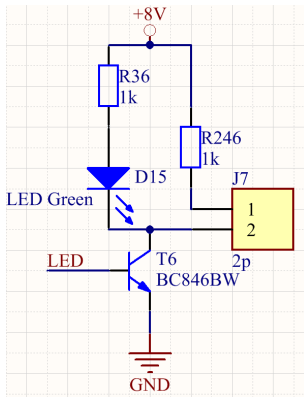 +8V
R36
1k
R246
1k
D15
LED Green
J7
1
2
2p
LED
T6
BC846BW
GND